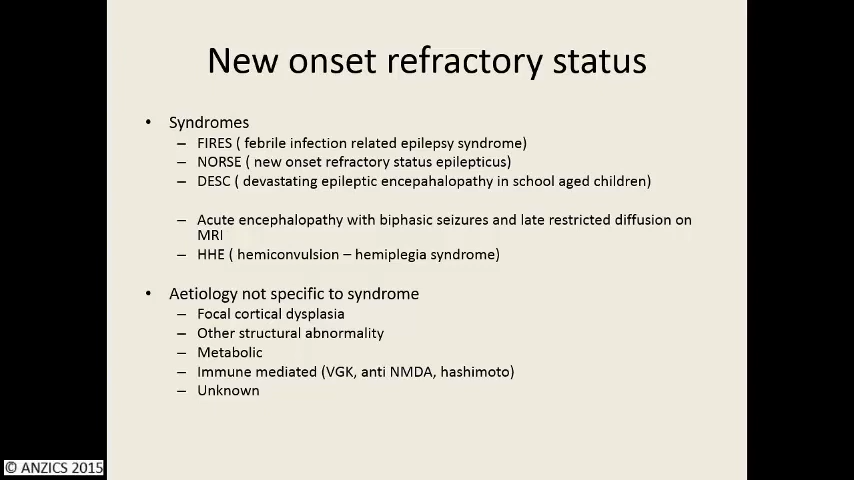 New onset refractory status
• Syndromes
– FIRES ( febrile infection related epilepsy syndrome)
– NORSE ( new onset refractory status epilepticus)
– DESC ( devastating epileptic encepahalopathy in school aged children)
– Acute encephalopathy with biphasic seizures and late restricted diffusion on
MRI
– HHE ( hemiconvulsion – hemiplegia syndrome)
• Aetiology not specific to syndrome
– Focal cortical dysplasia
– Other structural abnormality
– Metabolic
– Immune mediated (VGK, anti NMDA, hashimoto)
– Unknown
© ANZICS 2015